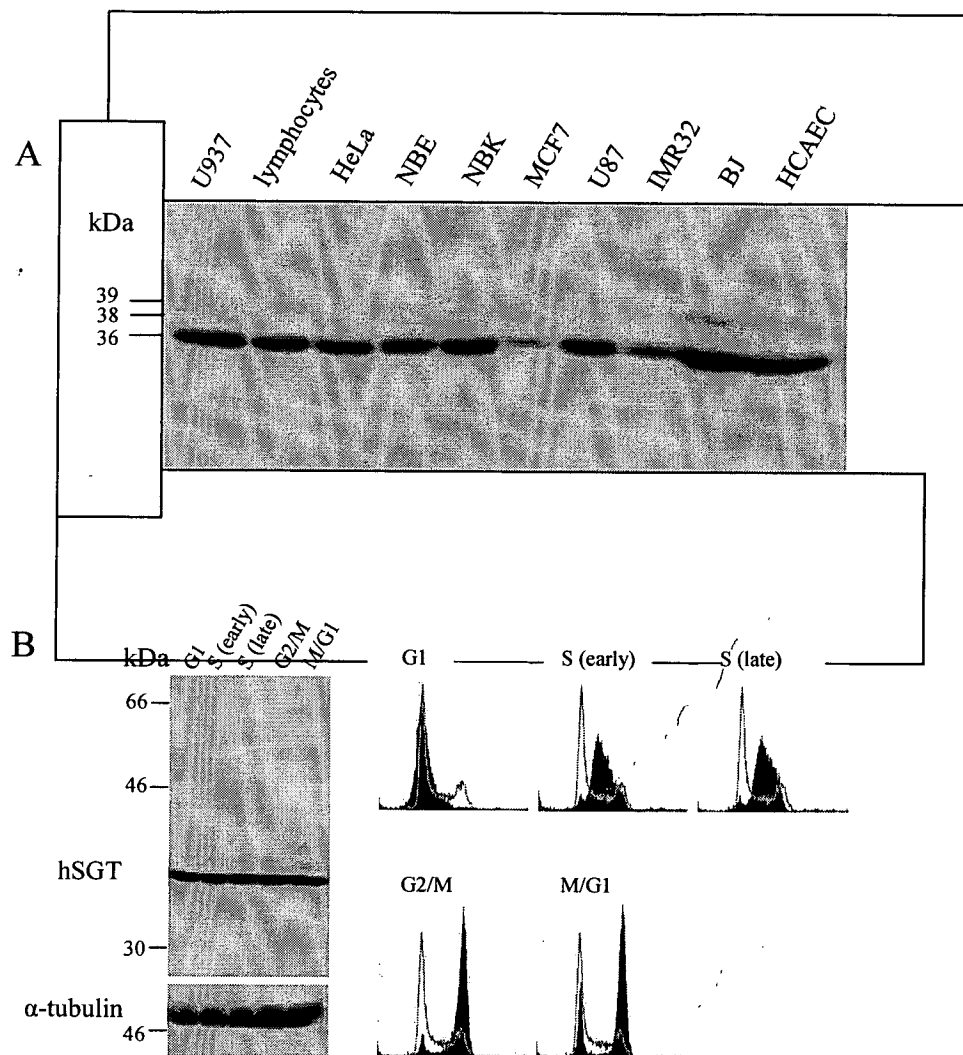 A
U937 lymphocytes HeLa NBE NBK MCF7 U87 IMR32 BJ HCAEC
kDa
39
38
36
B
kDa G1 S (early) S (late) G2/M M/G1
66
46
hSGT
30
α-tubulin
46
G1 S (early) S (late)
G2/M M/G1